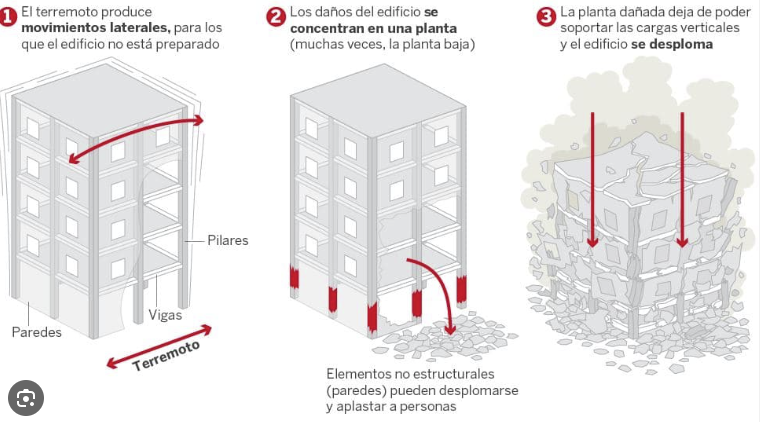 1 El terremoto produce
movimientos laterales, para los
que el edificio no está preparado
Pilares
Vigas
Paredes
Terremoto
2 Los daños del edificio se
concentran en una planta
(muchas veces, la planta baja)
Elementos no estructurales
(paredes) pueden desplomarse
y aplastar a personas
3 La planta dañada deja de poder
soportar las cargas verticales
y el edificio se desploma